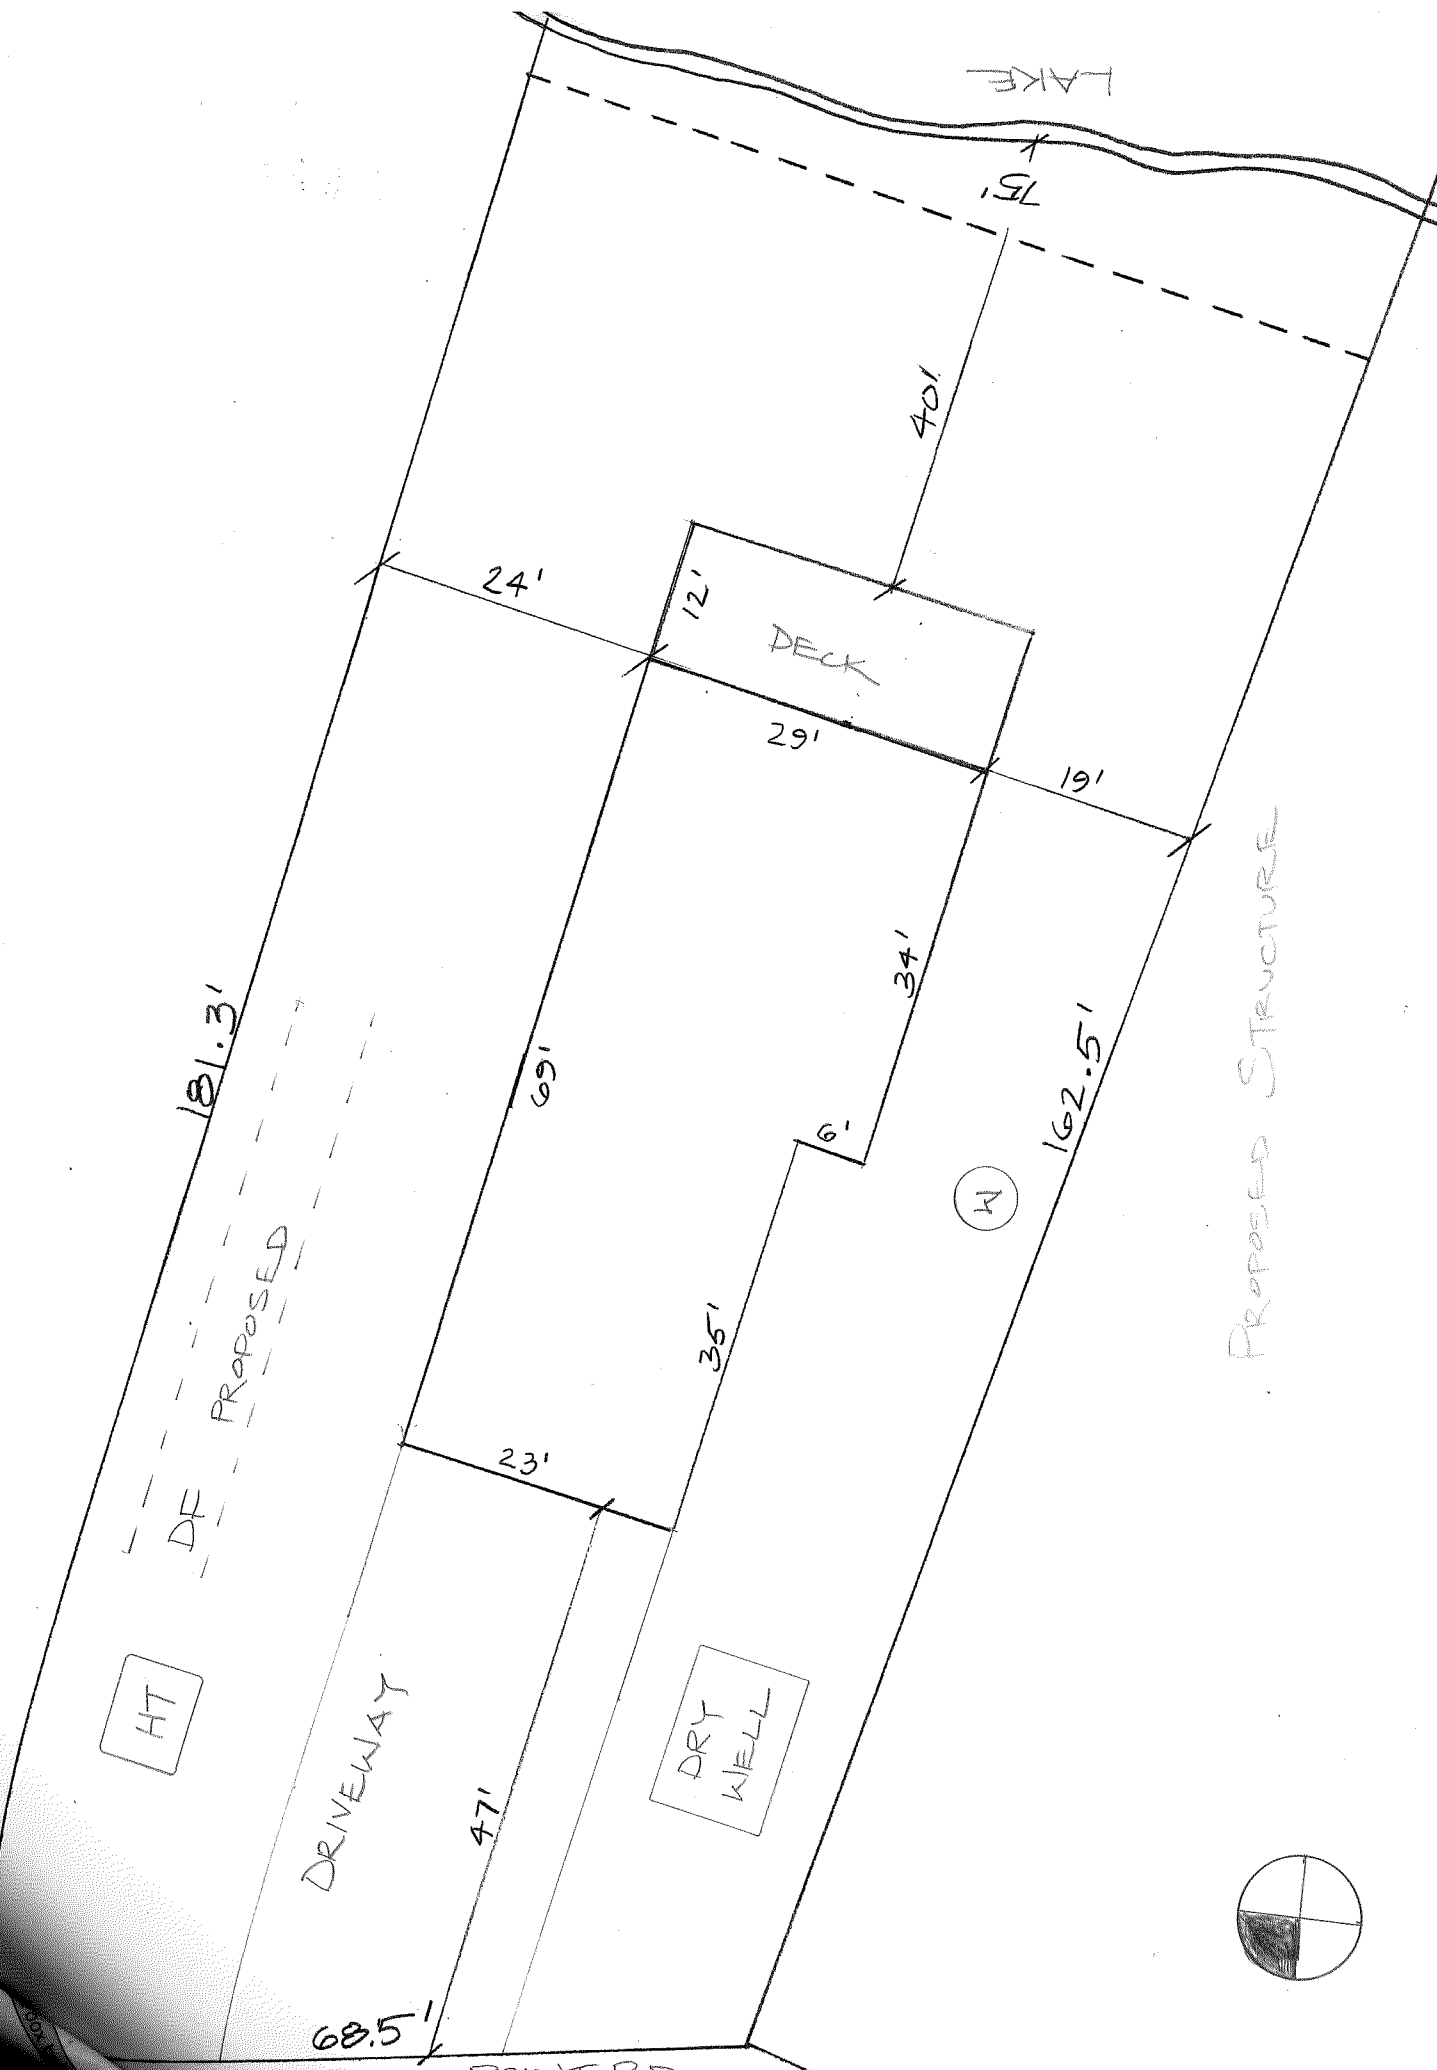 LAKE
75'
40'
24'
12'
DECK
29'
19'
34'
181.3'
69'
162.5'
6'
W
PROPOSED STRUCTURE
DF PROPOSED
35'
23'
HT
DRY
WELL
DRIVEWAY
47'
68.5'